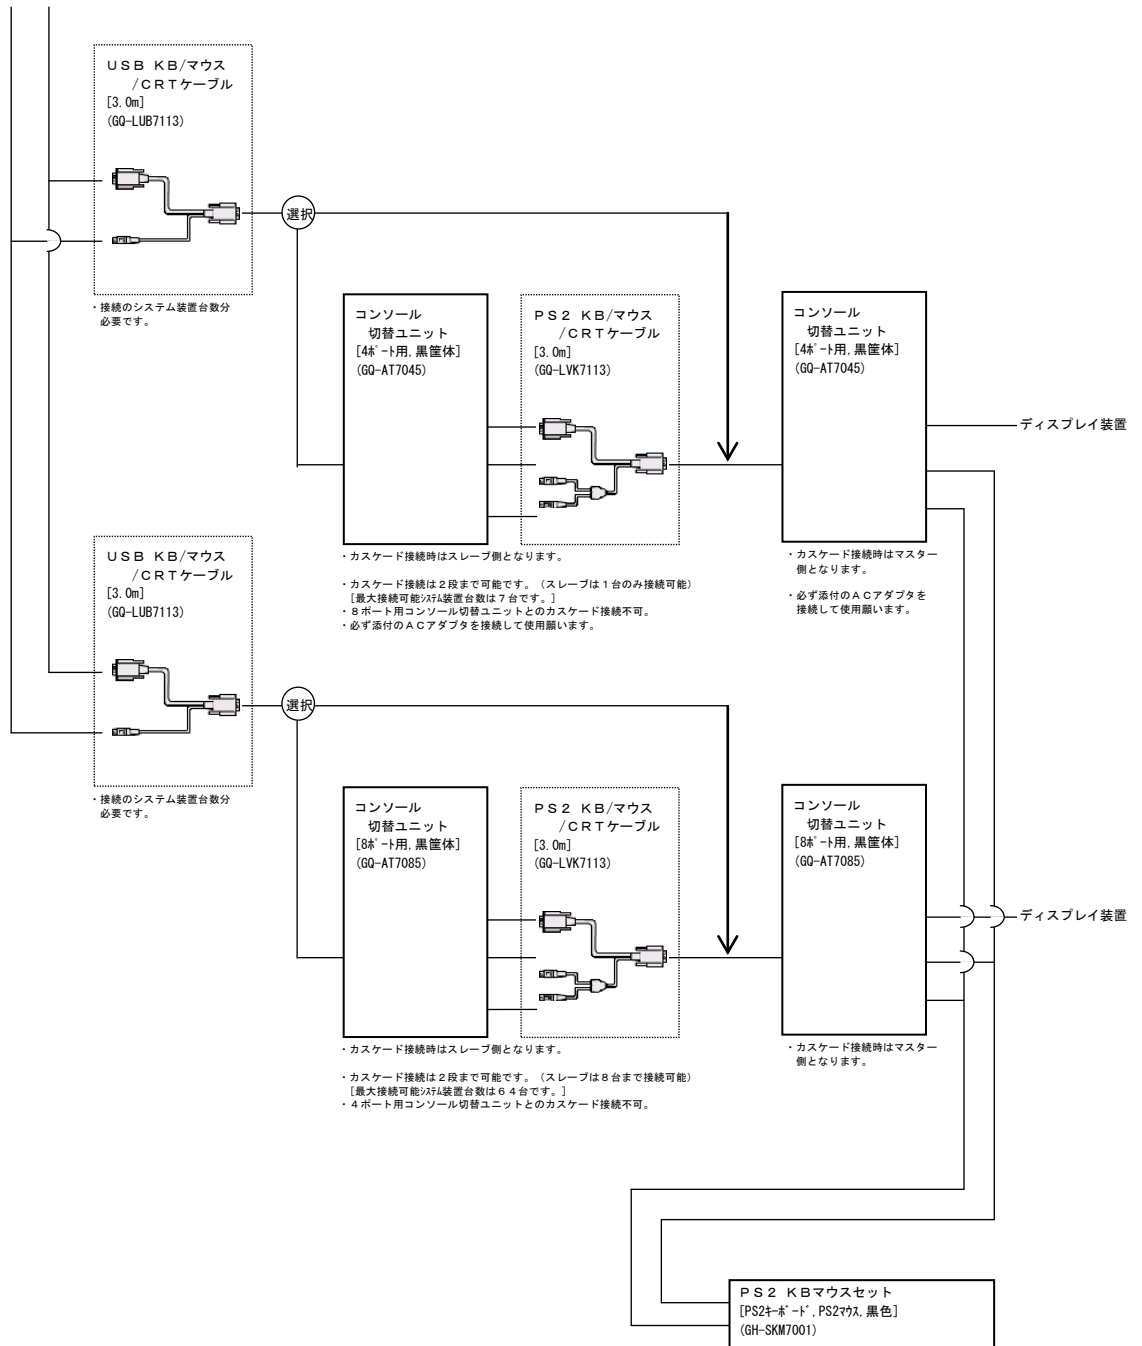 USB KB/マウス
/CRTケーブル
[3.0m]
(GQ-LUB7113)
選択
・接続のシステム装置台数分
必要です。
コンソール
切替ユニット
[4ﾎﾟｰﾄ用,黒筐体]
(GQ-AT7045)
PS2 KB/マウス
/CRTケーブル
[3.0m]
(GQ-LVK7113)
コンソール
切替ユニット
[4ﾎﾟｰﾄ用,黒筐体]
(GQ-AT7045)
ディスプレイ装置
・カスケード接続時はスレーブ側となります。
・カスケード接続は2段まで可能です。（スレーブは1台のみ接続可能）
[最大接続可能ｼｽﾃﾑ装置台数は7台です。]
・8ポート用コンソール切替ユニットとのカスケード接続不可。
・必ず添付のACアダプタを接続して使用願います。
・カスケード接続時はマスター
側となります。
・必ず添付のACアダプタを
接続して使用願います。
USB KB/マウス
/CRTケーブル
[3.0m]
(GQ-LUB7113)
選択
・接続のシステム装置台数分
必要です。
コンソール
切替ユニット
[8ﾎﾟｰﾄ用,黒筐体]
(GQ-AT7085)
PS2 KB/マウス
/CRTケーブル
[3.0m]
(GQ-LVK7113)
コンソール
切替ユニット
[8ﾎﾟｰﾄ用,黒筐体]
(GQ-AT7085)
ディスプレイ装置
・カスケード接続時はスレーブ側となります。
・カスケード接続は2段まで可能です。（スレーブは8台まで接続可能）
[最大接続可能ｼｽﾃﾑ装置台数は64台です。]
・4ポート用コンソール切替ユニットとのカスケード接続不可。
・カスケード接続時はマスター
側となります。
PS2 KBマウスセット
[PS2ｷｰﾎﾞｰﾄﾞ,PS2ﾏｳｽ,黒色]
(GH-SKM7001)